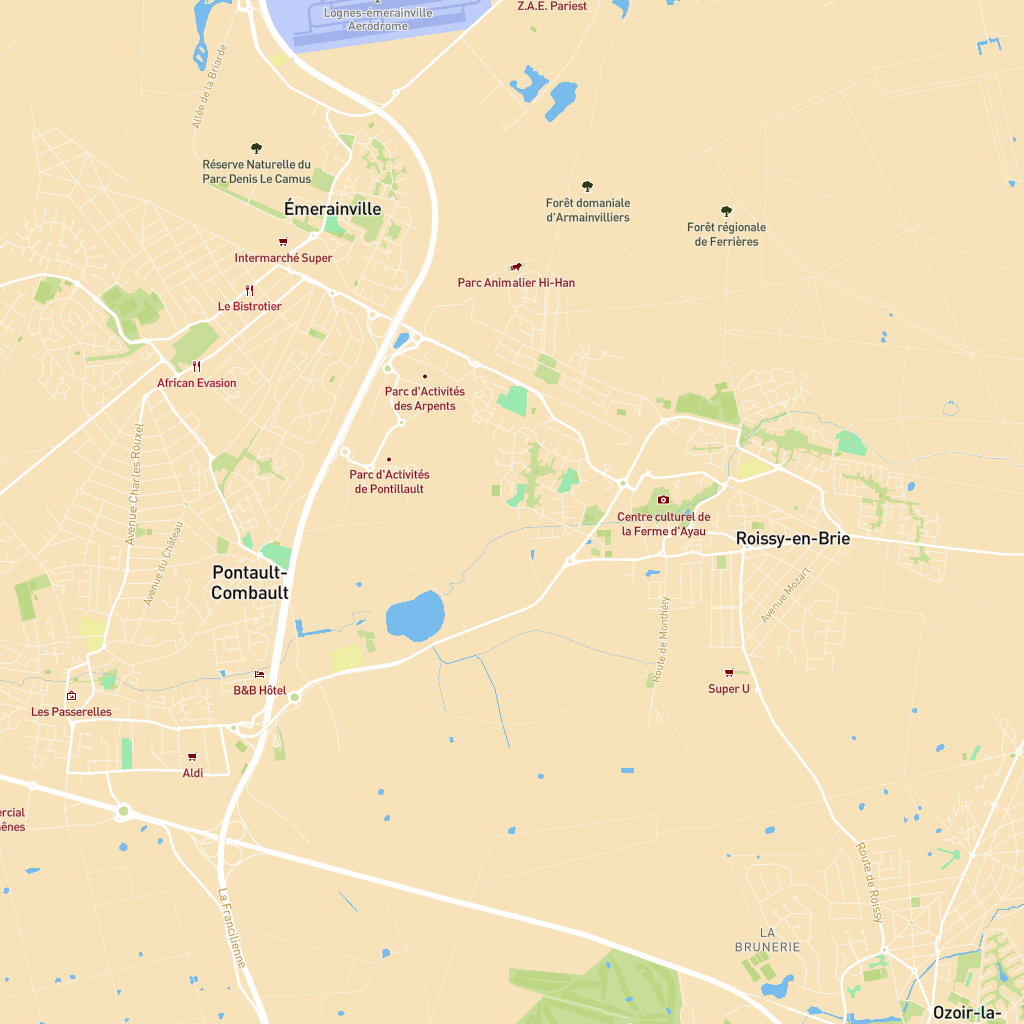 Z.A.E. Pariest
Lognes-émerainville
Aerodrome
Allée de la Briarde
Réserve Naturelle du
Parc Denis Le Camus
Émerainville
Forêt domaniale
d'Armainvilliers
Forêt régionale
de Ferrières
Intermarché Super
Parc Animalier Hi-Han
Le Bistrotier
African Evasion
Parc d'Activités
des Arpents
Avenue Charles Rouxel
Parc d'Activités
de Pontillault
Centre culturel de
la Ferme d'Ayau
Roissy-en-Brie
Avenue du Château
Pontault-
Combault
Avenue Mozart
Route de Monthéty
B&B Hôtel
Super U
Les Passerelles
Aldi
ercial
ênes
Route de Roissy
La Francilienne
LA
BRUNERIE
Ozoir-la-